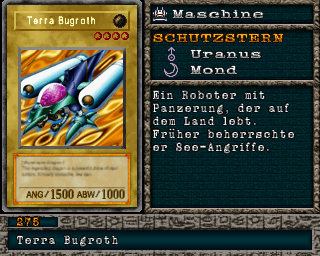 Terra Bugroth
ANG/1500 ABW/1000
Maschine
SCHUTZSTERN
Uranus
Mond
Ein Roboter mit
Panzerung, der auf
dem Land lebt.
Früher beherrschte
er See-Angriffe.
275
Terra Bugroth